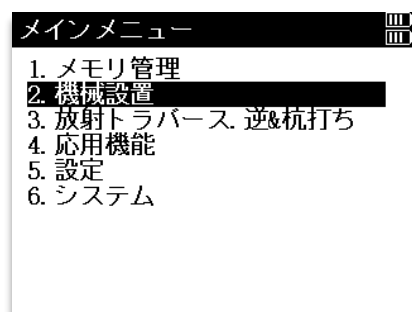 メインメニュー
1. メモリ管理
2. 機械設置
3. 放射トラバース. 逆&杭打ち
4. 応用機能
5. 設定
6. システム